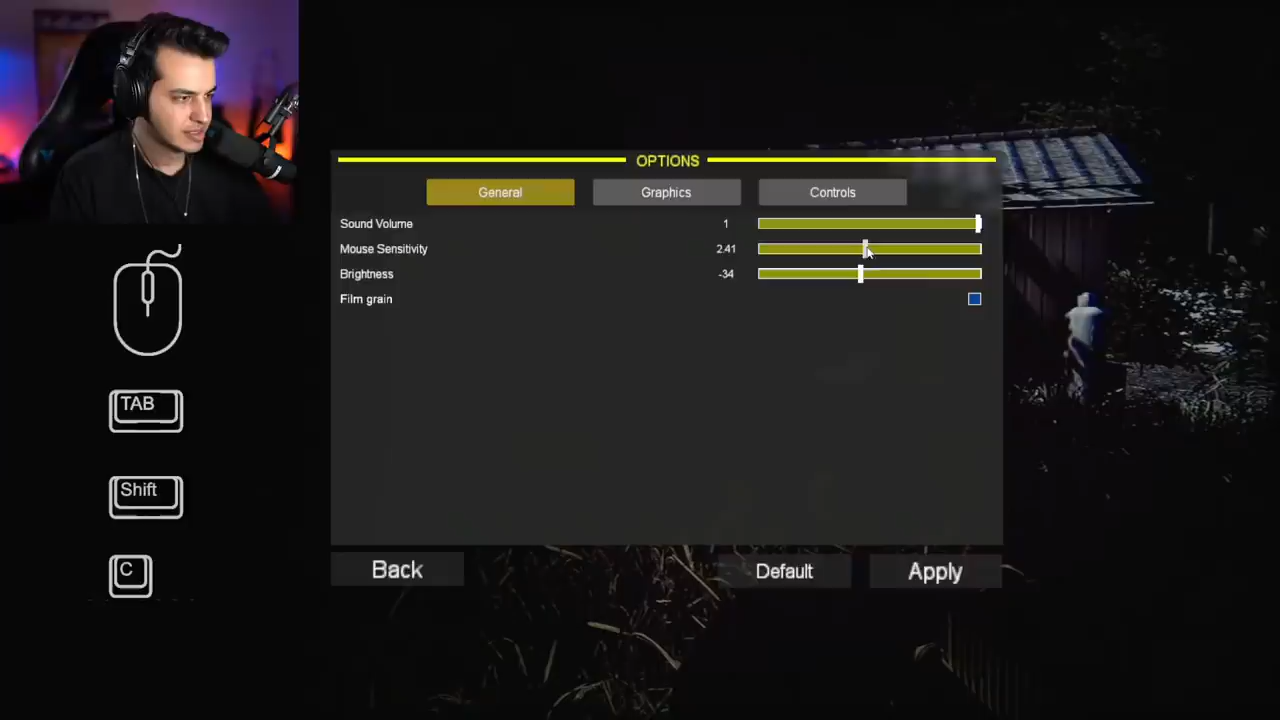 OPTIONS
General Graphics Controls
Sound Volume 1
Mouse Sensitivity 2.41
Brightness -34
Film grain
TAB
Shift
C
Back Default Apply